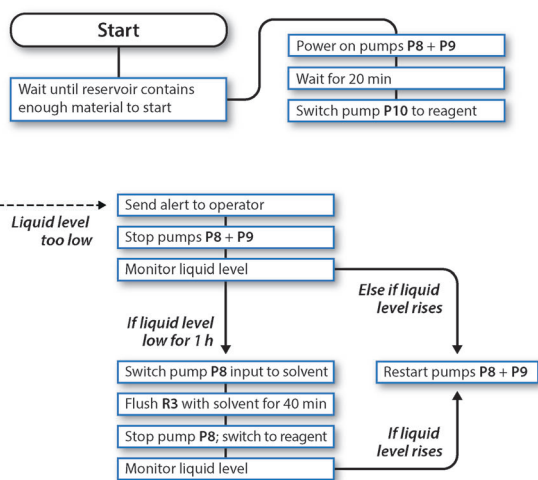 Start
Wait until reservoir contains
enough material to start
Power on pumps P8 + P9
Wait for 20 min
Switch pump P10 to reagent
Liquid level
too low
Send alert to operator
Stop pumps P8 + P9
Monitor liquid level
Else if liquid
level rises
If liquid level
low for 1 h
Switch pump P8 input to solvent
Restart pumps P8 + P9
Flush R3 with solvent for 40 min
Stop pump P8; switch to reagent
If liquid
level rises
Monitor liquid level